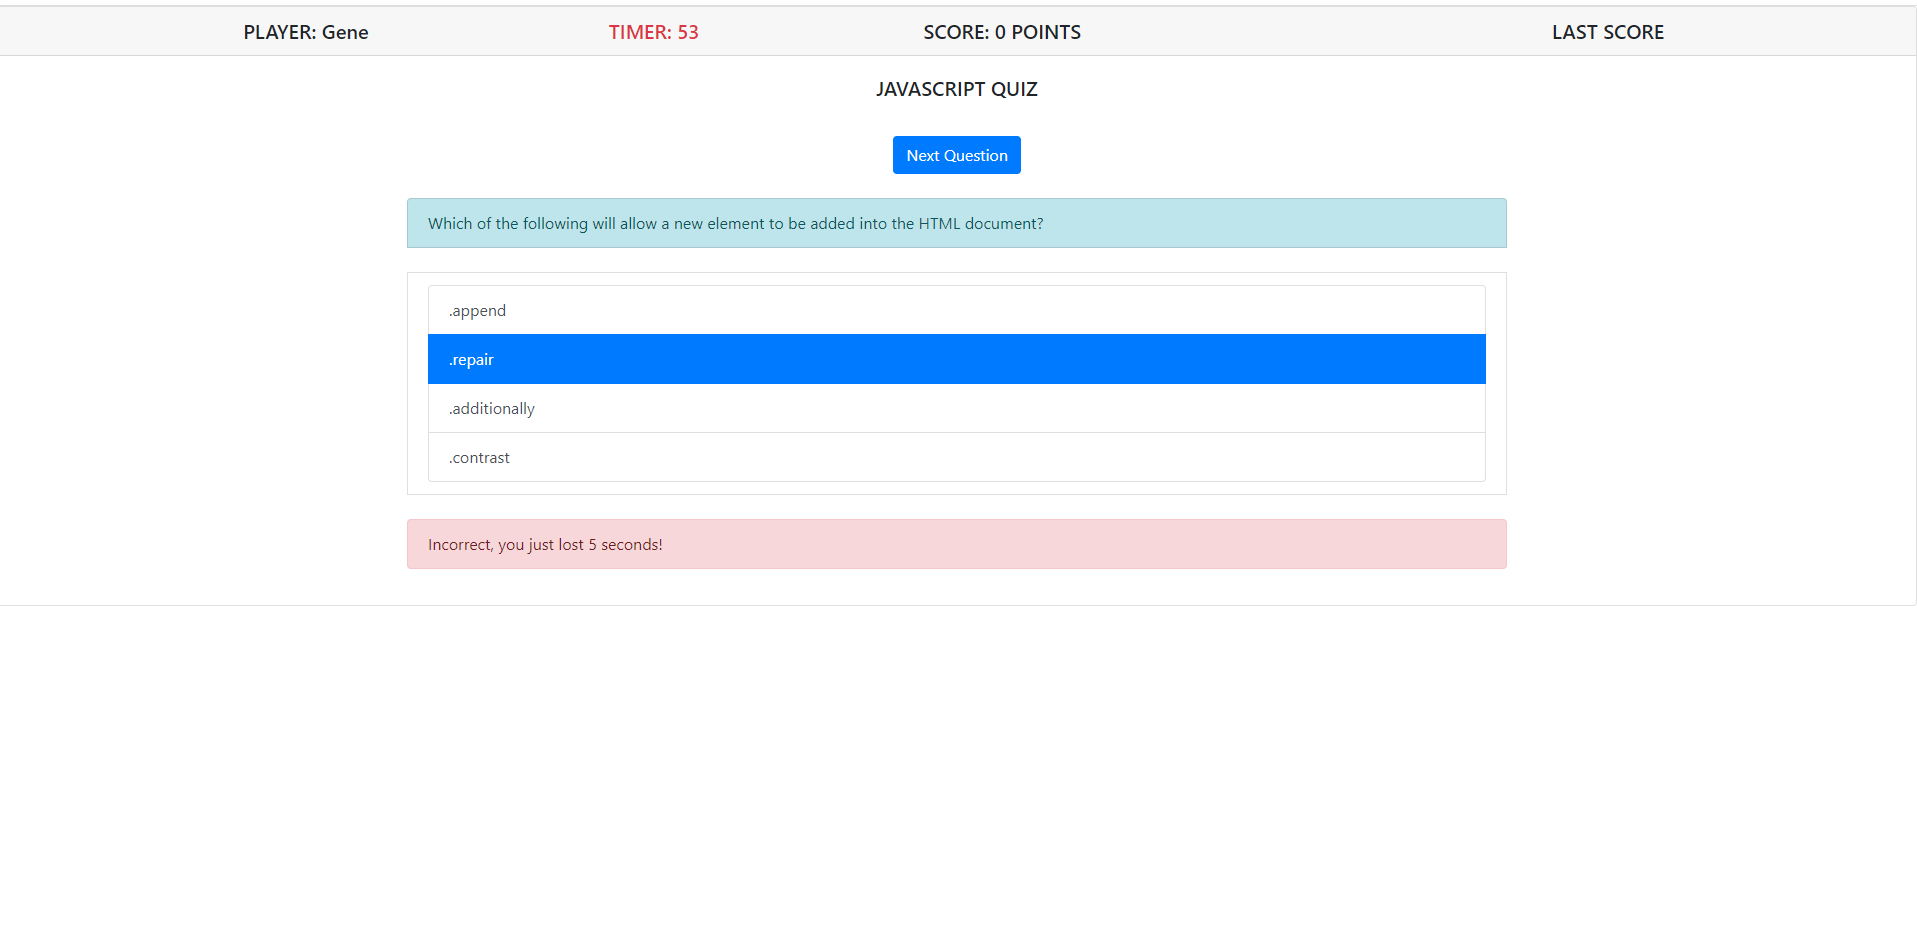 PLAYER: Gene TIMER: 53 SCORE: 0 POINTS LAST SCORE
JAVASCRIPT QUIZ
Next Question
Which of the following will allow a new element to be added into the HTML document?
.append
.repair
.additionally
.contrast
Incorrect, you just lost 5 seconds!